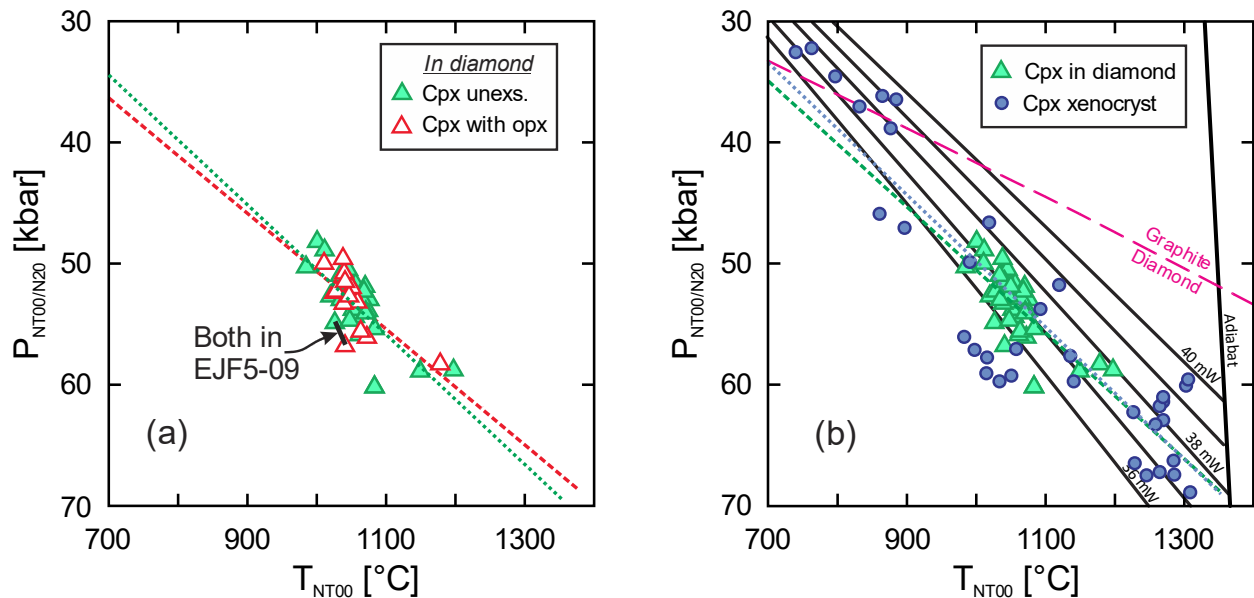 30
40
50
60
70
P_NT00/N20 [kbar]
In diamond
Cpx unexs.
Cpx with opx
Both in
EJF5-09
(a)
700
900
1100
1300
T_NT00 [°C]
30
40
50
60
70
P_NT00/N20 [kbar]
Cpx in diamond
Cpx xenocryst
Graphite
Diamond
Adiabat
40 mW
38 mW
36 mW
(b)
700
900
1100
1300
T_NT00 [°C]